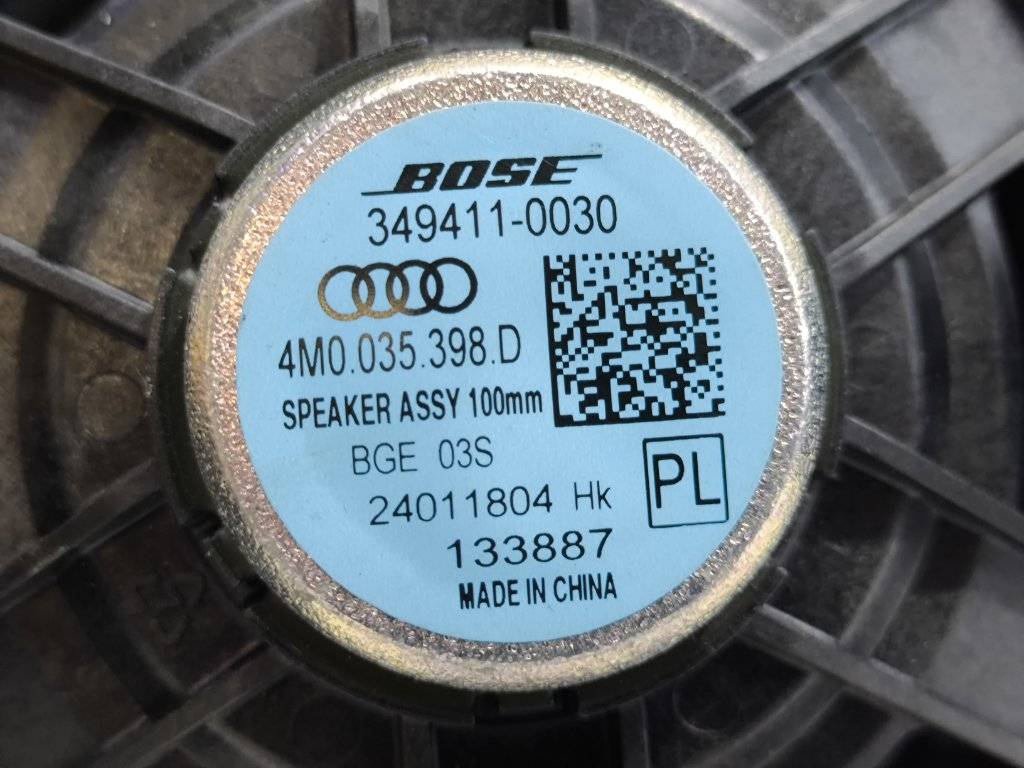 BOSE
349411-0030
4M0.035.398.D
SPEAKER ASSY 100mm
BGE 03S
PL
24011804 Hk
133887
MADE IN CHINA